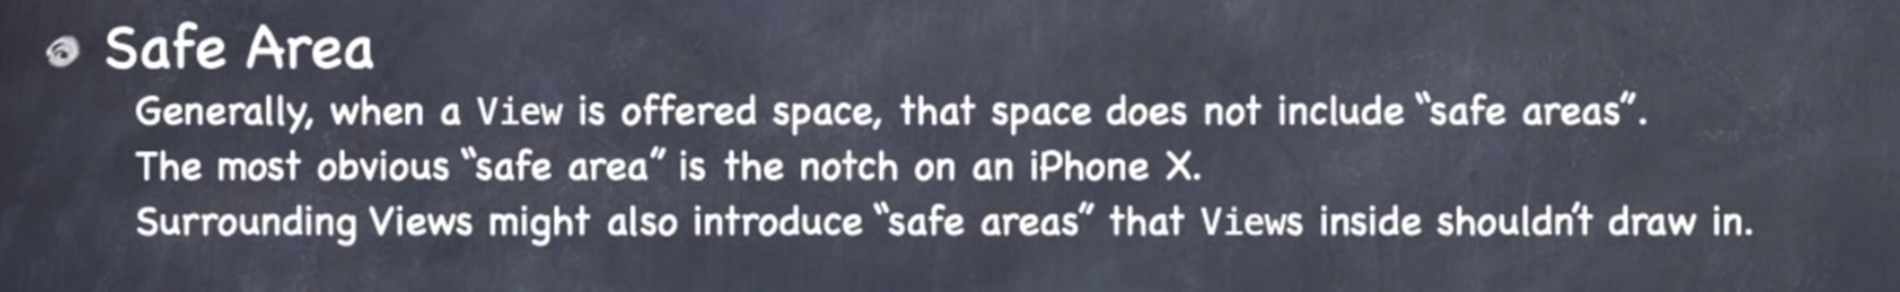 Safe Area
Generally, when a View is offered space, that space does not include “safe areas”.
The most obvious “safe area” is the notch on an iPhone X.
Surrounding Views might also introduce “safe areas” that Views inside shouldn’t draw in.